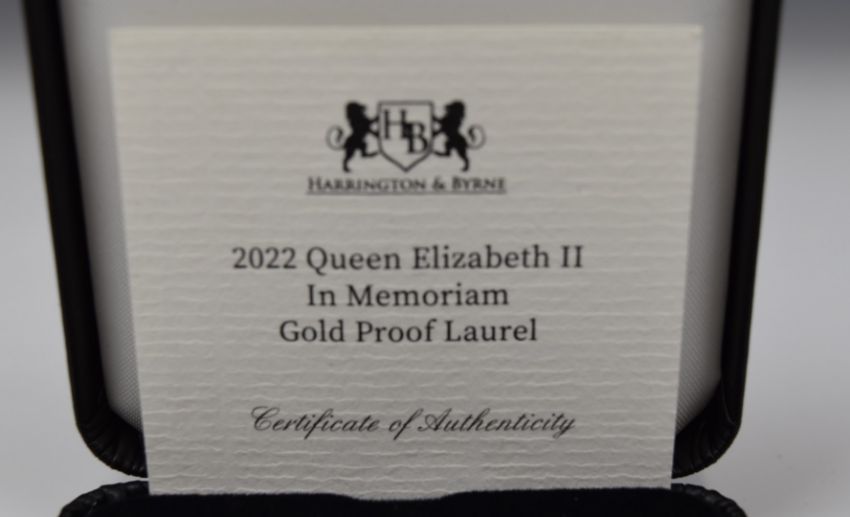 HB
HARRINGTON & BYRNE
2022 Queen Elizabeth II
In Memoriam
Gold Proof Laurel
Certificate of Authenticity